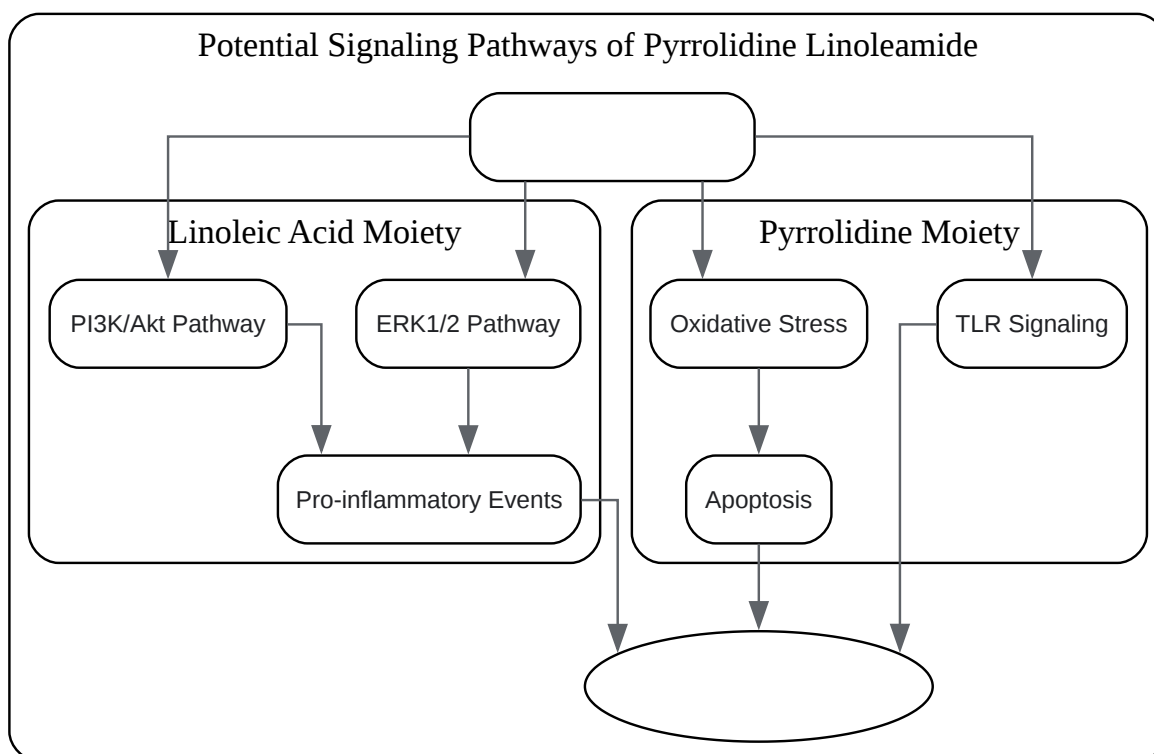 Potential Signaling Pathways of Pyrrolidine Linoleamide
Linoleic Acid Moiety
Pyrrolidine Moiety
PI3K/Akt Pathway
ERK1/2 Pathway
Oxidative Stress
TLR Signaling
Pro-inflammatory Events
Apoptosis